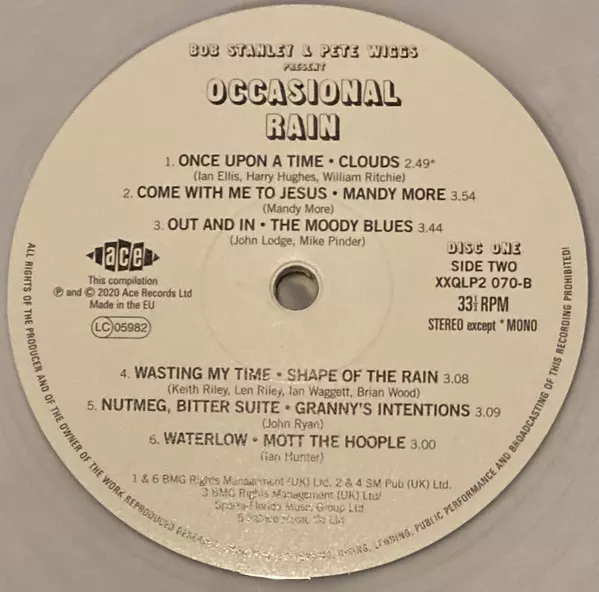 BOB STANLEY & PETE WIGGS
PRESENT
OCCASIONAL
RAIN
1. ONCE UPON A TIME • CLOUDS 2.49*
(Ian Ellis, Harry Hughes, William Ritchie)
2. COME WITH ME TO JESUS • MANDY MORE 3.54
(Mandy More)
3. OUT AND IN • THE MOODY BLUES 3.44
(John Lodge, Mike Pinder)
ace
This compilation
℗ and © 2020 Ace Records Ltd
Made in the EU
LC 05982
DISC ONE
SIDE TWO
XXQLP2 070-B
33⅓ RPM
STEREO except * MONO
4. WASTING MY TIME • SHAPE OF THE RAIN 3.08
(Keith Riley, Len Riley, Ian Waggett, Brian Wood)
5. NUTMEG, BITTER SUITE • GRANNY'S INTENTIONS 3.09
(John Ryan)
6. WATERLOW • MOTT THE HOOPLE 3.00
(Ian Hunter)
1 & 6 BMG Rights Management (UK) Ltd. 2 & 4 SM Pub (UK) Ltd.
3 BMG Rights Management (UK) Ltd/
Music Group Ltd
ALL RIGHTS OF THE PRODUCER AND OF THE OWNER OF THE WORK REPRODUCED RESERVED. LENDING, PUBLIC PERFORMANCE AND BROADCASTING OF THIS RECORDING PROHIBITED!